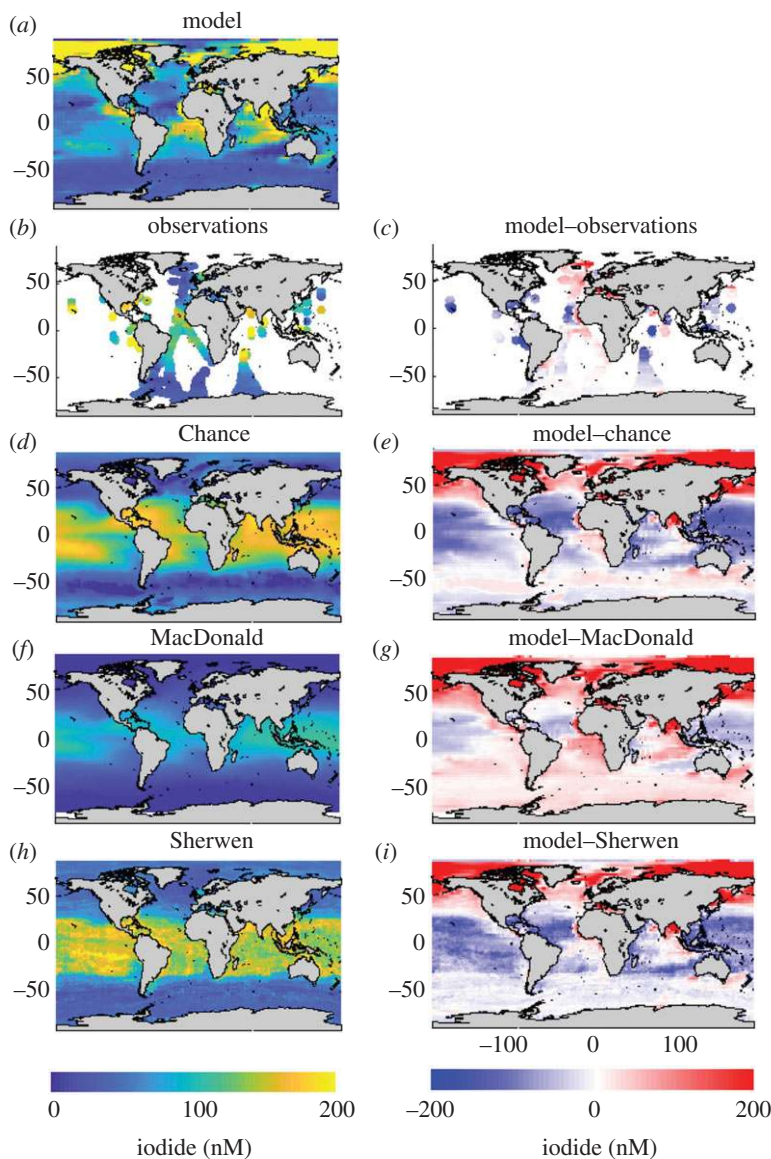 (a) model
50
0
–50
(b) observations
(c) model–observations
50
0
–50
50
0
–50
(d) Chance
(e) model–chance
50
0
–50
50
0
–50
(f) MacDonald
(g) model–MacDonald
50
0
–50
50
0
–50
(h) Sherwen
(i) model–Sherwen
50
0
–50
50
0
–50
–100 0 100
0 100 200
–200 0 200
iodide (nM)
iodide (nM)